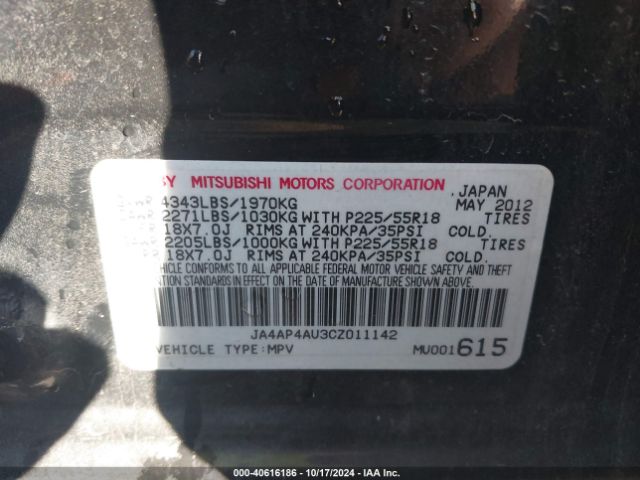 BY MITSUBISHI MOTORS CORPORATION JAPAN
4343LBS/1970KG MAY 2012
2271LBS/1030KG WITH P225/55R18 TIRES
18X7.0J RIMS AT 240KPA/35PSI COLD.
2205LBS/1000KG WITH P225/55R18 TIRES
18X7.0J RIMS AT 240KPA/35PSI COLD.
VEHICLE CONFORMS TO ALL APPLICABLE FEDERAL MOTOR VEHICLE SAFETY AND THEFT
STANDARDS IN EFFECT ON THE DATE OF MANUFACTURE SHOWN ABOVE.
JA4AP4AU3CZ011142
VEHICLE TYPE:MPV MU001615
VIN - 40616186 - 10/17/2024 - IAA Inc.